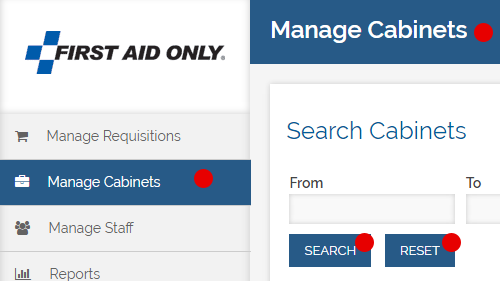 FIRST AID ONLY®
Manage Requisitions
Manage Cabinets
Manage Staff
Reports
Manage Cabinets
Search Cabinets
From To
SEARCH RESET